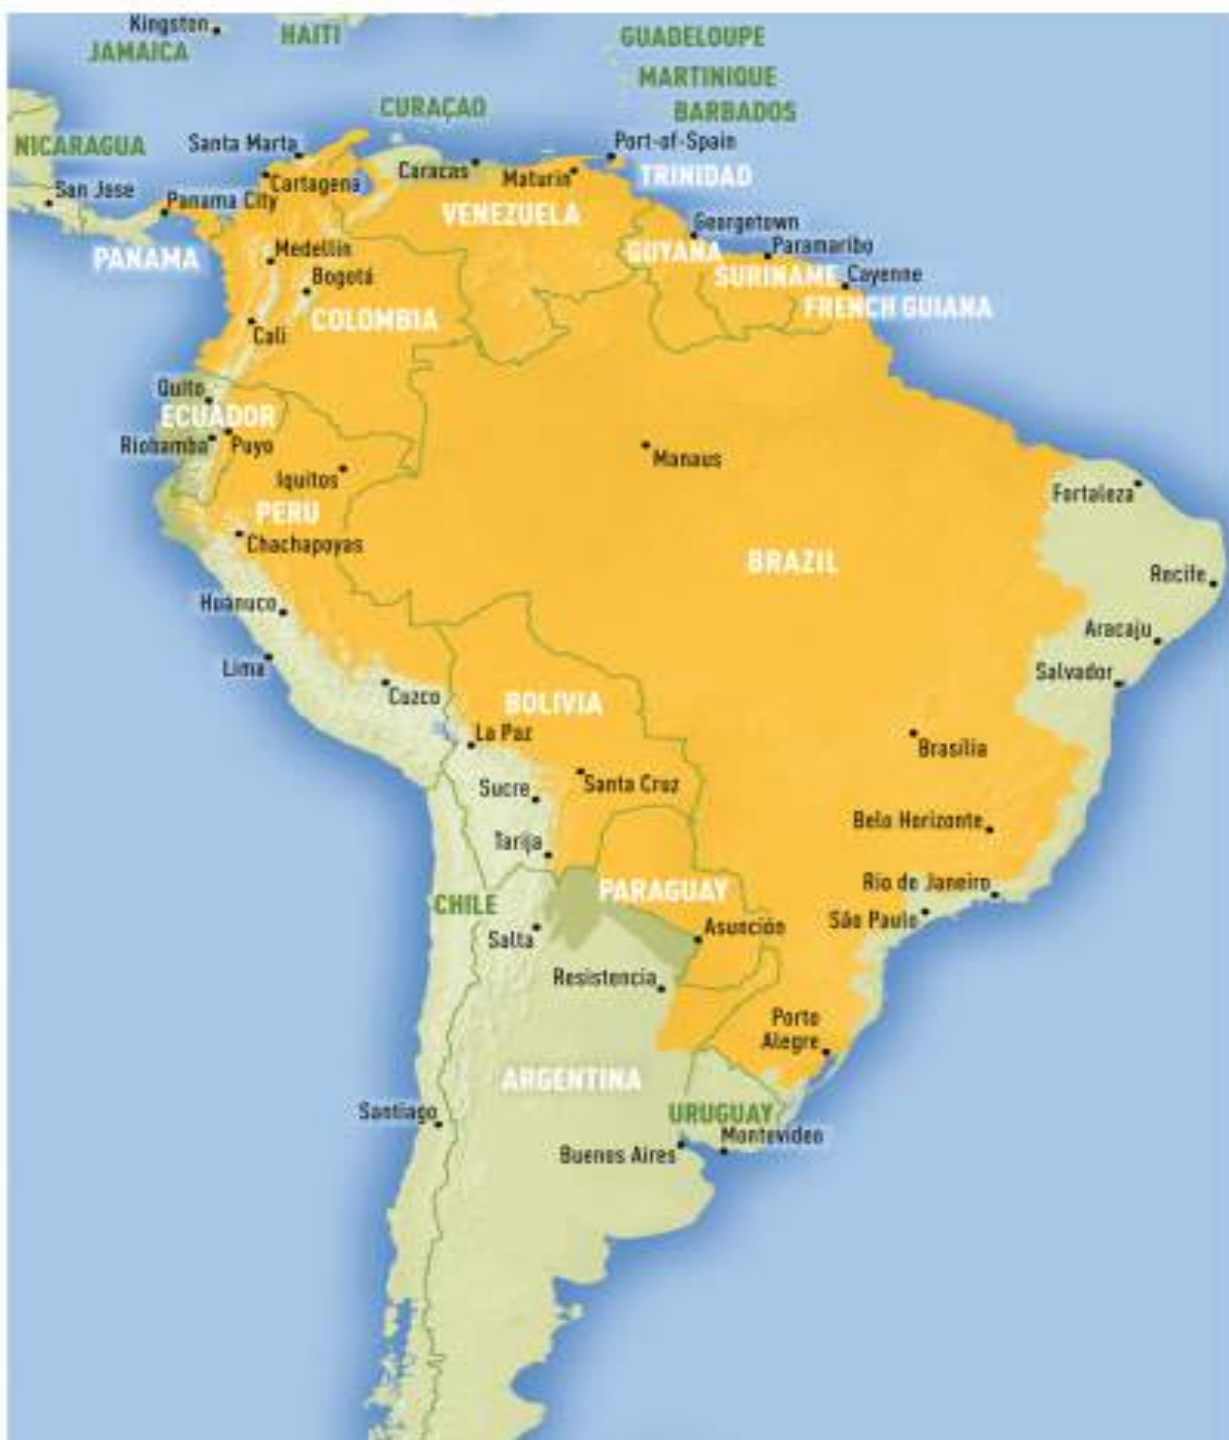 Kingston
JAMAICA
HAITI
GUADELOUPE
MARTINIQUE
BARBADOS
CURAÇAO
NICARAGUA
Santa Marta
Port-of-Spain
San Jose
Panama City
Cartagena
Caracas
Maturin
TRINIDAD
VENEZUELA
Georgetown
PANAMA
Medellín
GUYANA
Paramaribo
Bogotá
SURINAME
Cayenne
COLOMBIA
FRENCH GUIANA
Cali
Quito
ECUADOR
Riobamba
Puyo
Iquitos
Manaus
PERU
Chachapoyas
BRAZIL
Fortaleza
Recife
Huánuco
Aracaju
Lima
Salvador
Cuzco
BOLIVIA
La Paz
Brasília
Sucre
Santa Cruz
Belo Horizonte
Tarija
PARAGUAY
Rio de Janeiro
CHILE
São Paulo
Salta
Asunción
Resistencia
Porto
Alegre
ARGENTINA
Santiago
URUGUAY
Montevideo
Buenos Aires